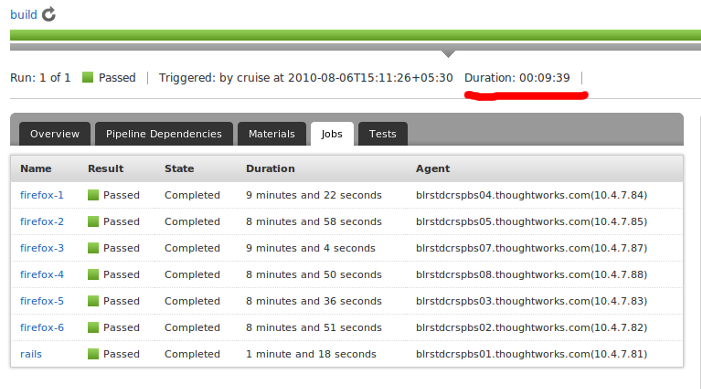 build
Run: 1 of 1 Passed Triggered: by cruise at 2010-08-06T15:11:26+05:30 Duration: 00:09:39
Overview Pipeline Dependencies Materials Jobs Tests
Name Result State Duration Agent
firefox-1 Passed Completed 9 minutes and 22 seconds blrstdcrspbs04.thoughtworks.com(10.4.7.84)
firefox-2 Passed Completed 8 minutes and 58 seconds blrstdcrspbs05.thoughtworks.com(10.4.7.85)
firefox-3 Passed Completed 9 minutes and 4 seconds blrstdcrspbs07.thoughtworks.com(10.4.7.87)
firefox-4 Passed Completed 8 minutes and 50 seconds blrstdcrspbs08.thoughtworks.com(10.4.7.88)
firefox-5 Passed Completed 8 minutes and 36 seconds blrstdcrspbs03.thoughtworks.com(10.4.7.83)
firefox-6 Passed Completed 8 minutes and 51 seconds blrstdcrspbs02.thoughtworks.com(10.4.7.82)
rails Passed Completed 1 minute and 18 seconds blrstdcrspbs01.thoughtworks.com(10.4.7.81)